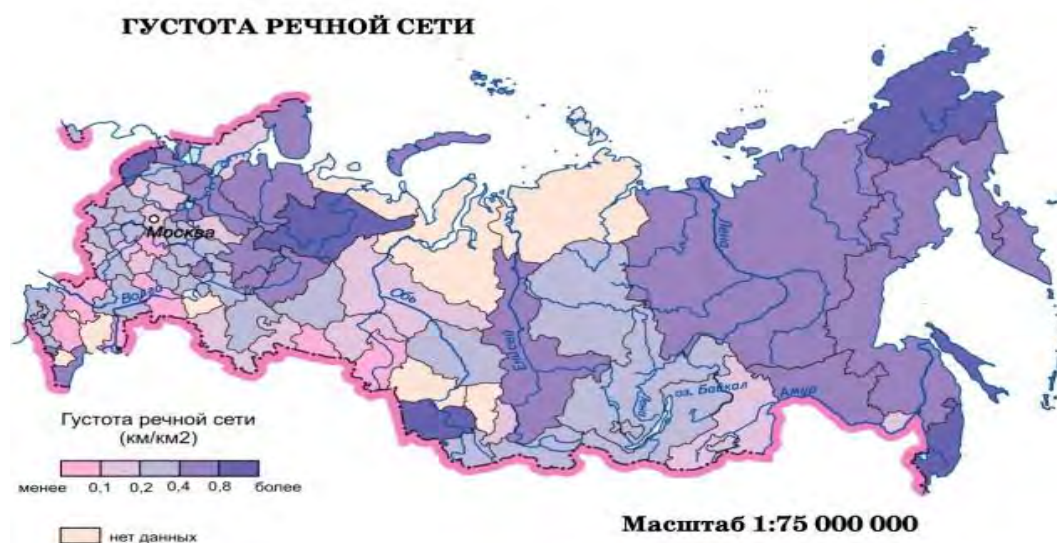 ГУСТОТА РЕЧНОЙ СЕТИ
Москва
Волга
Обь
Енисей
Лена
Лена
оз. Байкал
Амур
Густота речной сети
(км/км2)
менее 0,1 0,2 0,4 0,8 более
нет данных
Масштаб 1:75 000 000